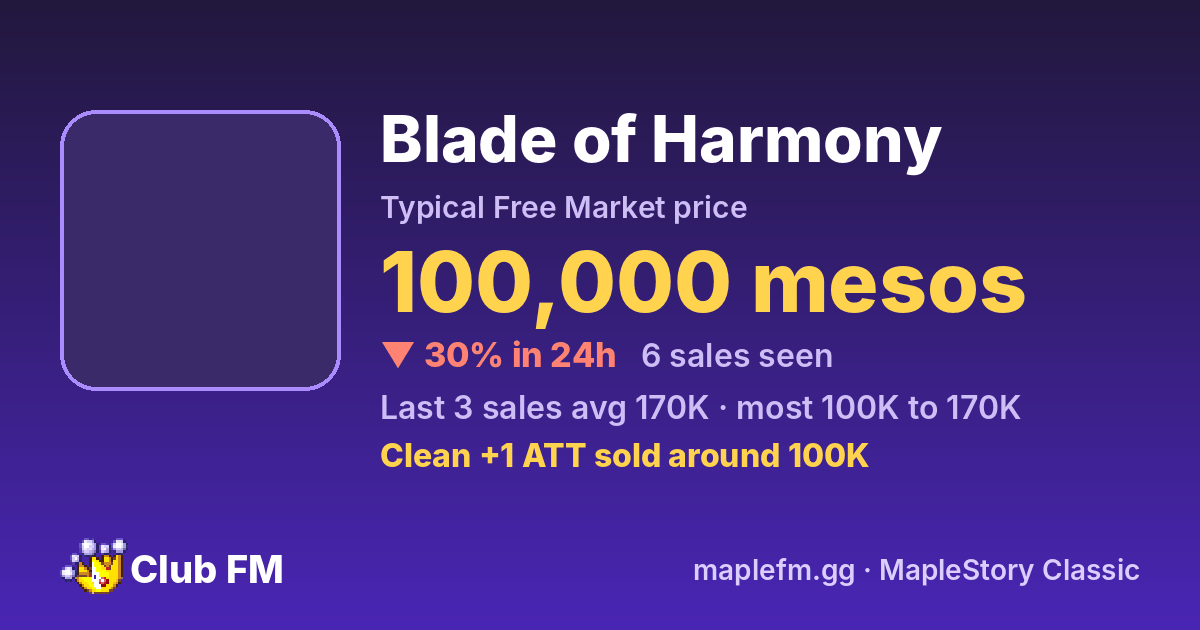 Blade of Harmony
Typical Free Market price
100,000 mesos
▼ 30% in 24h 6 sales seen
Last 3 sales avg 170K · most 100K to 170K
Clean +1 ATT sold around 100K
Club FM
maplefm.gg · MapleStory Classic